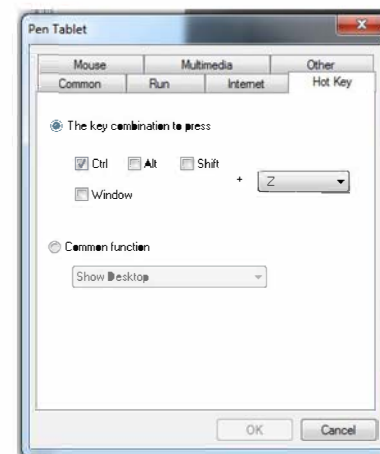 Pen Tablet
Mouse Multimedia Other
Common Run Internet Hot Key
The key combination to press
Ctrl Alt Shift
+ Z
Window
Common function
Show Desktop
OK Cancel